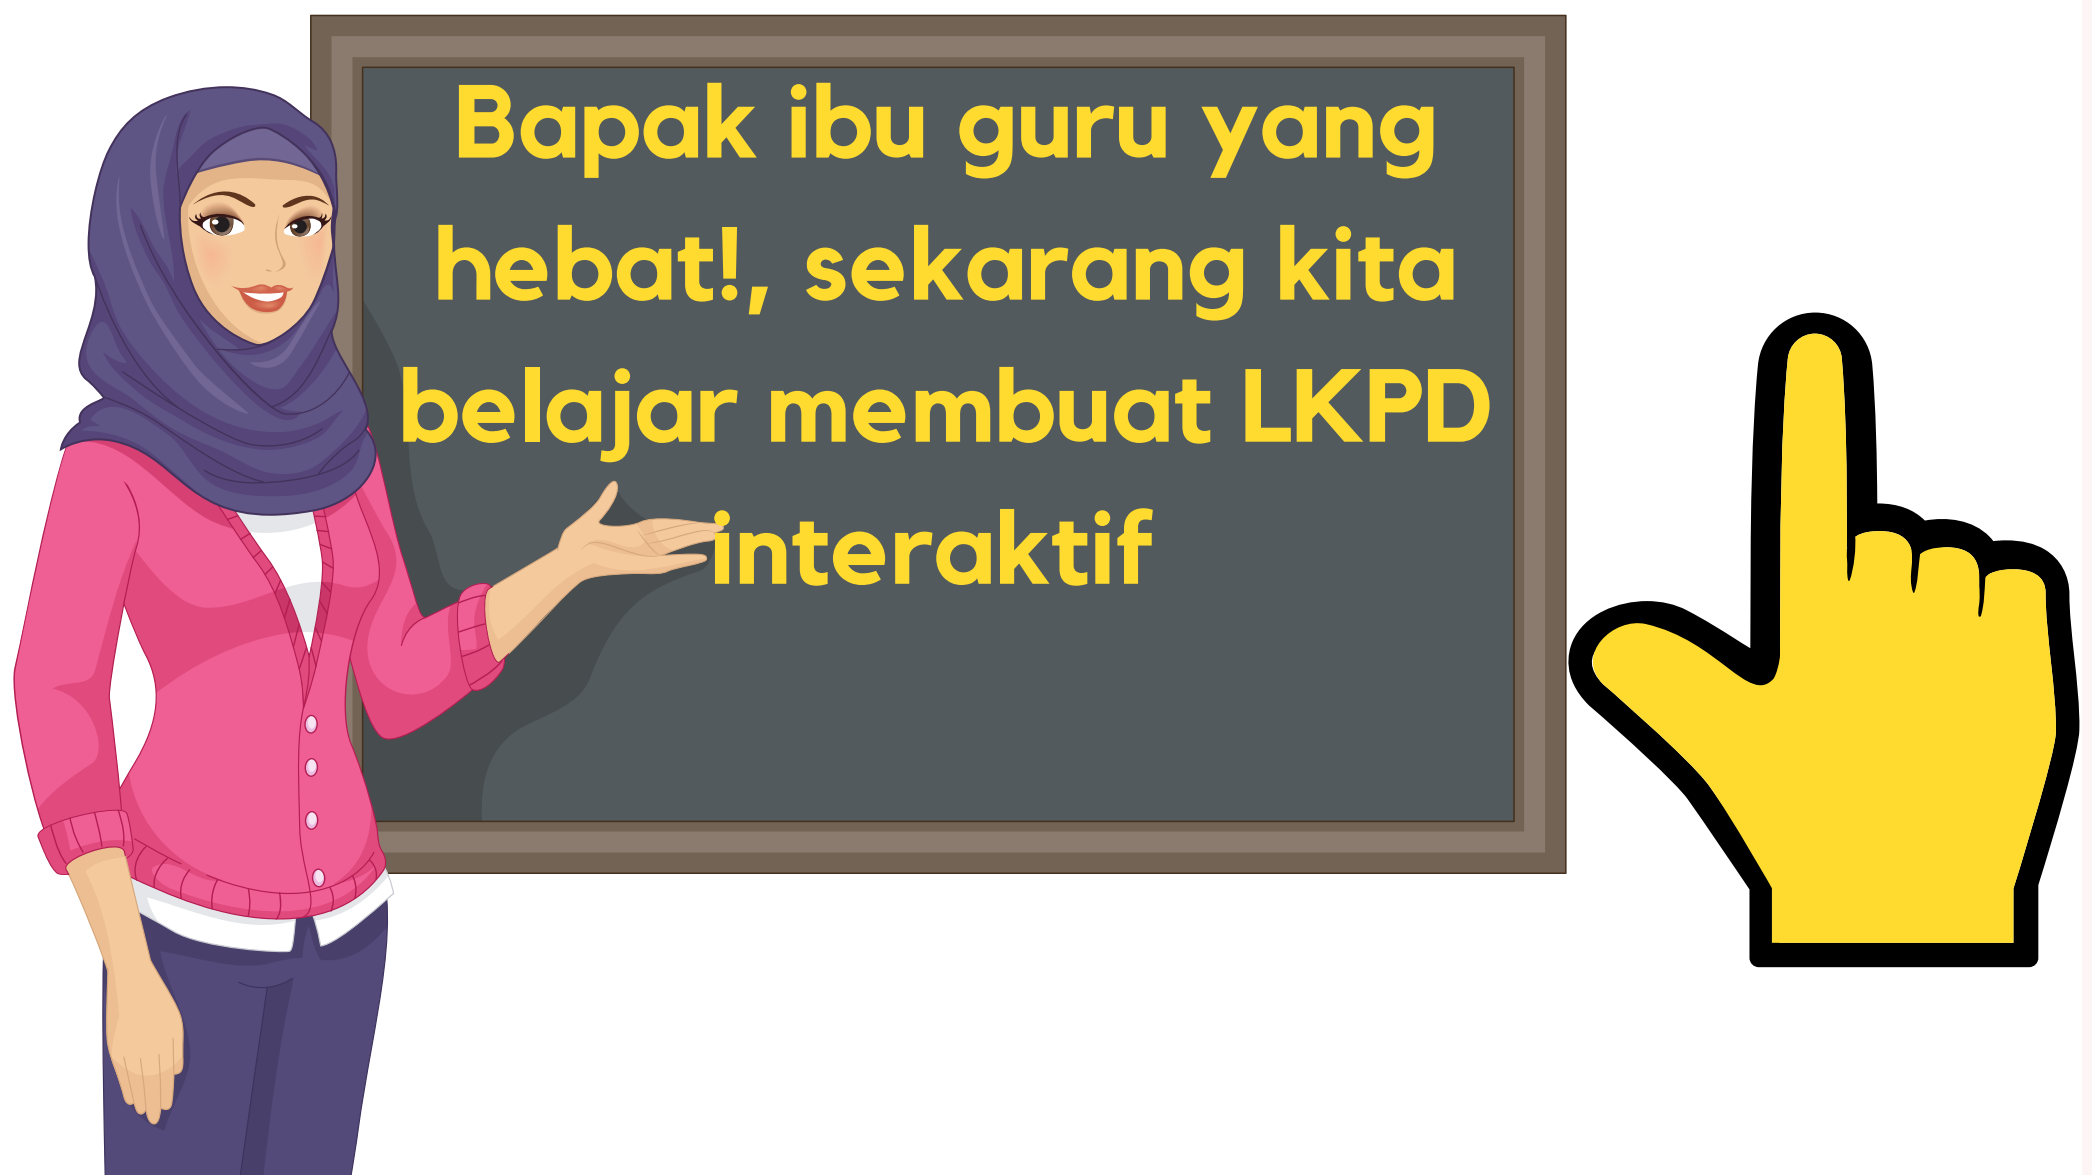 Bapak ibu guru yang
hebat!, sekarang kita
belajar membuat LKPD
interaktif